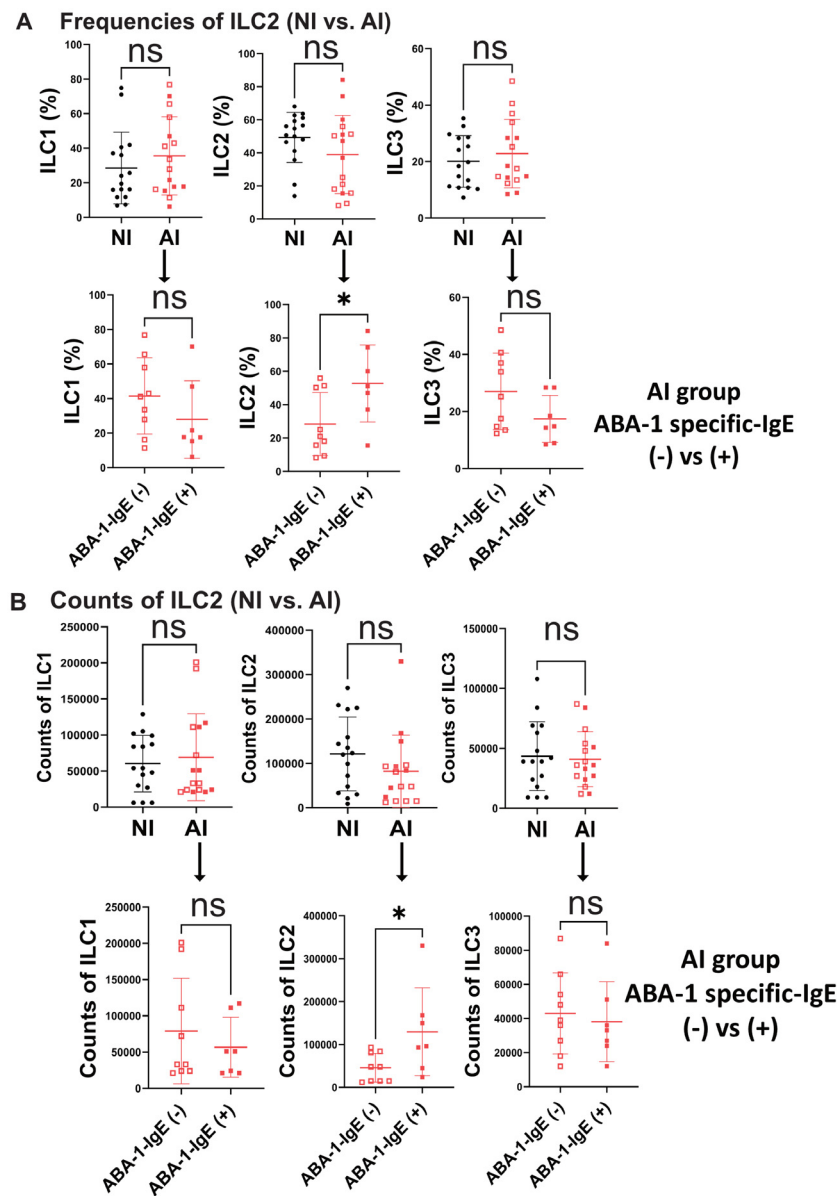 A Frequencies of ILC2 (NI vs. AI)
ns
ILC1 (%)
100
80
60
40
20
0
NI AI
ns
ILC2 (%)
100
80
60
40
20
0
NI AI
ns
ILC3 (%)
60
40
20
0
NI AI
ns
ILC1 (%)
100
80
60
40
20
0
ABA-1-IgE (-)
ABA-1-IgE (+)
*
ILC2 (%)
100
80
60
40
20
0
ABA-1-IgE (-)
ABA-1-IgE (+)
ns
ILC3 (%)
60
40
20
0
ABA-1-IgE (-)
ABA-1-IgE (+)
AI group
ABA-1 specific-IgE
(-) vs (+)
B Counts of ILC2 (NI vs. AI)
ns
Counts of ILC1
250000
200000
150000
100000
50000
0
NI AI
ns
Counts of ILC2
400000
300000
200000
100000
0
NI AI
ns
Counts of ILC3
150000
100000
50000
0
NI AI
ns
Counts of ILC1
250000
200000
150000
100000
50000
0
ABA-1-IgE (-)
ABA-1-IgE (+)
*
Counts of ILC2
400000
300000
200000
100000
0
ABA-1-IgE (-)
ABA-1-IgE (+)
ns
Counts of ILC3
100000
80000
60000
40000
20000
0
ABA-1-IgE (-)
ABA-1-IgE (+)
AI group
ABA-1 specific-IgE
(-) vs (+)